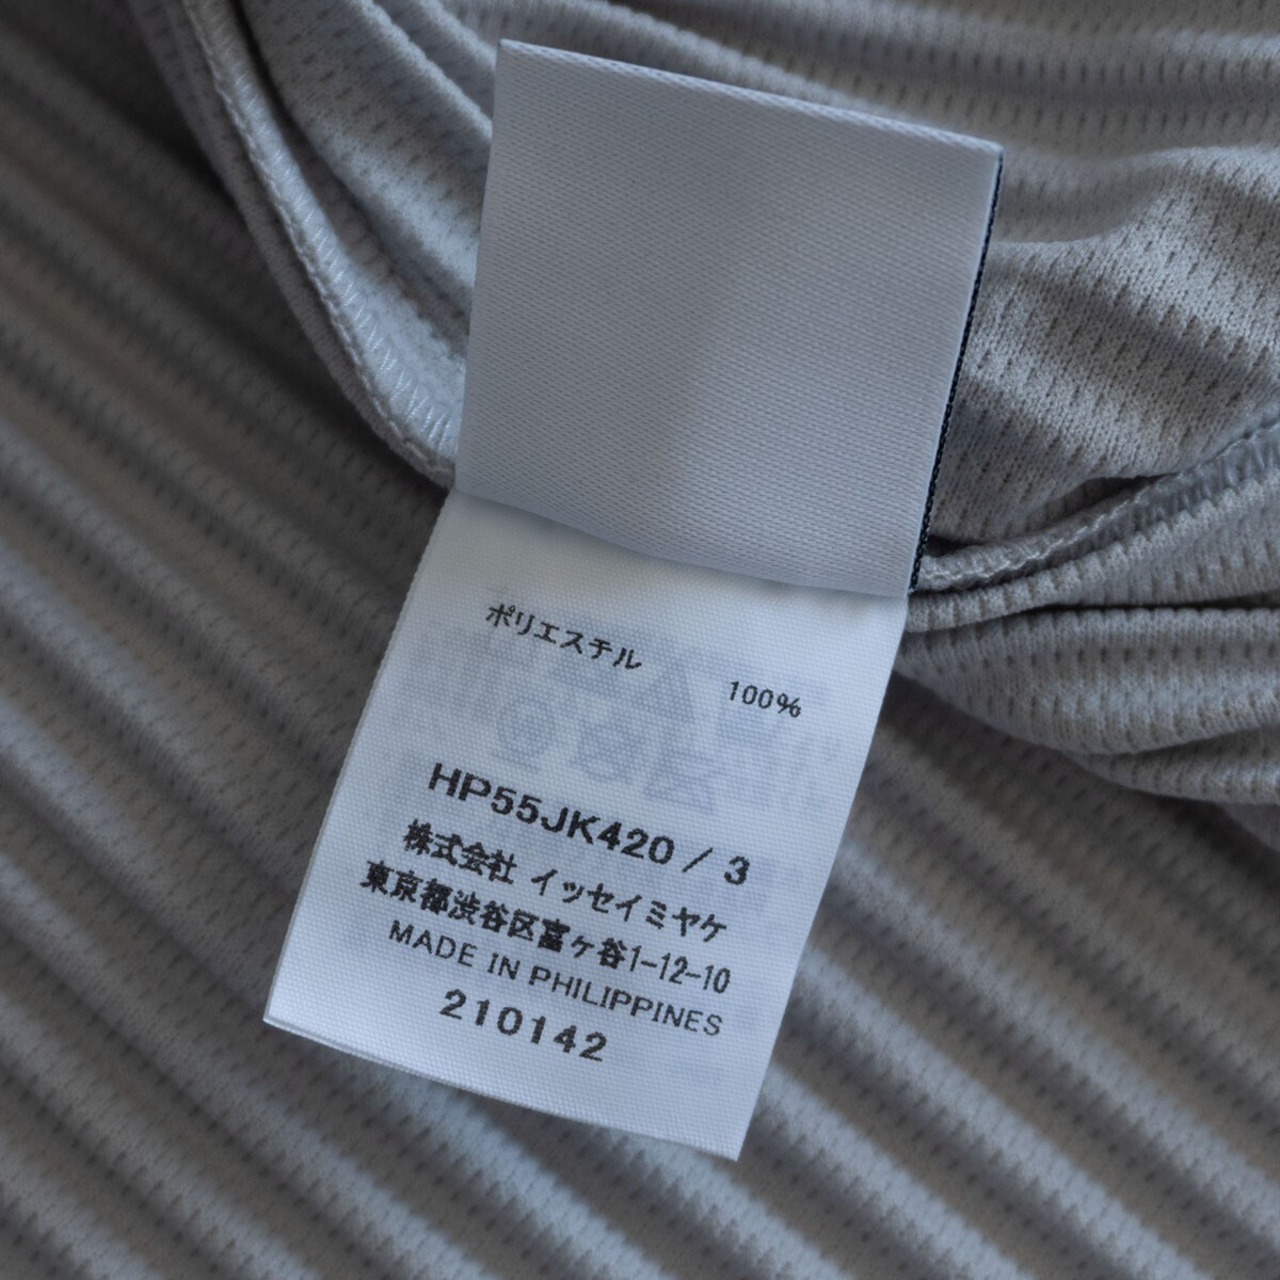 ポリエステル
100%
HP55JK420 / 3
株式会社 イッセイミヤケ
東京都渋谷区富ヶ谷1-12-10
MADE IN PHILIPPINES
210142